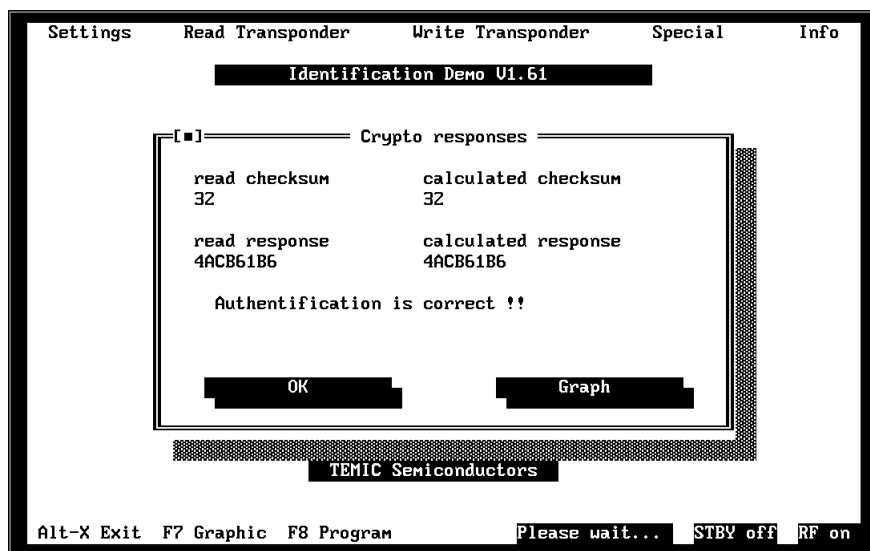 Settings Read Transponder Write Transponder Special Info
Identification Demo V1.61
[■] Crypto responses
read checksum calculated checksum
32 32
read response calculated response
4ACB61B6 4ACB61B6
Authentification is correct !!
OK Graph
TEMIC Semiconductors
Alt-X Exit F7 Graphic F8 Program Please wait... STBY off RF on